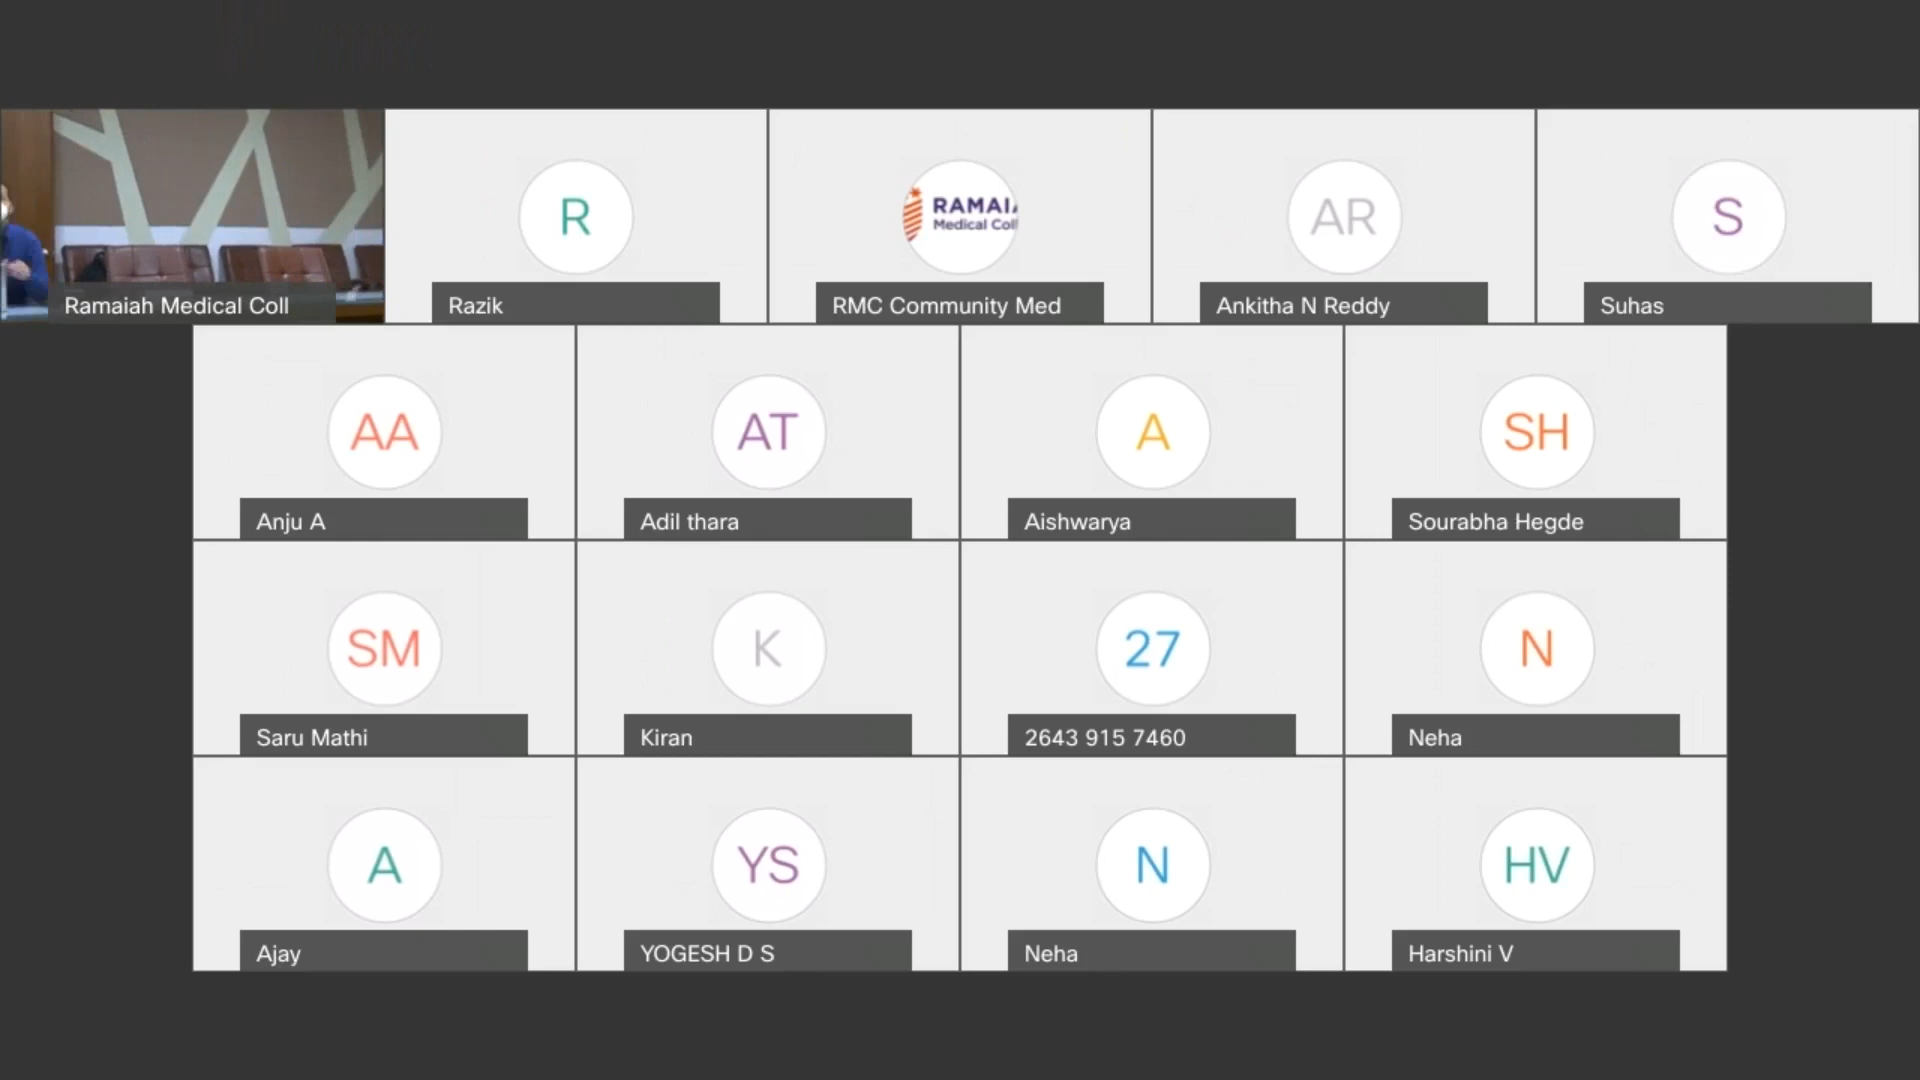 R
RAMAIA
Medical Coll
AR
S
Ramaiah Medical Coll
Razik
RMC Community Med
Ankitha N Reddy
Suhas
AA
AT
A
SH
Anju A
Adil thara
Aishwarya
Sourabha Hegde
SM
K
27
N
Saru Mathi
Kiran
2643 915 7460
Neha
A
YS
N
HV
Ajay
YOGESH D S
Neha
Harshini V